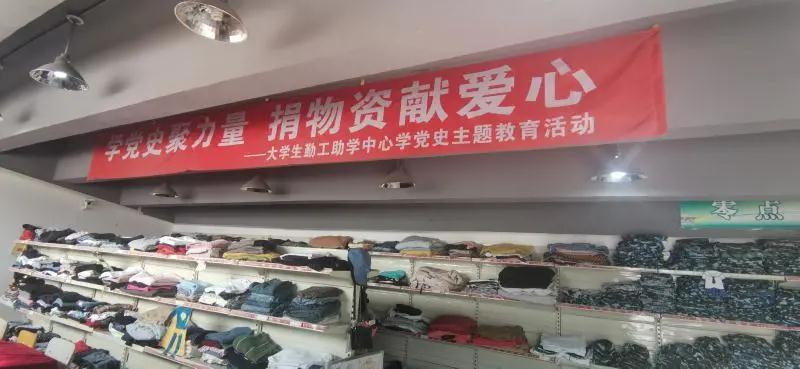 学党史聚力量 捐物资献爱心
——大学生勤工助学中心学党史主题教育活动
零点